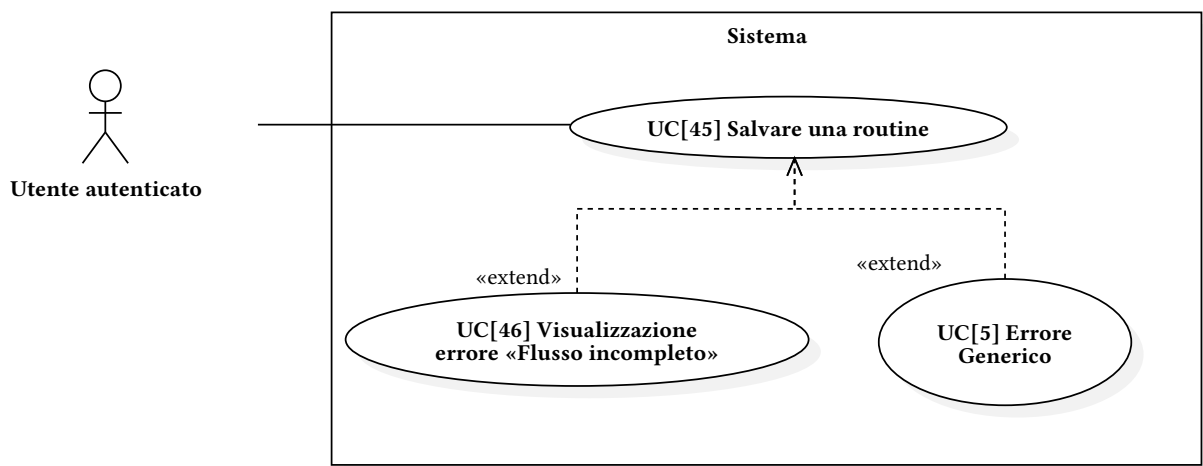 Sistema
UC[45] Salvare una routine
Utente autenticato
«extend»
«extend»
UC[46] Visualizzazione
errore «Flusso incompleto»
UC[5] Errore
Generico